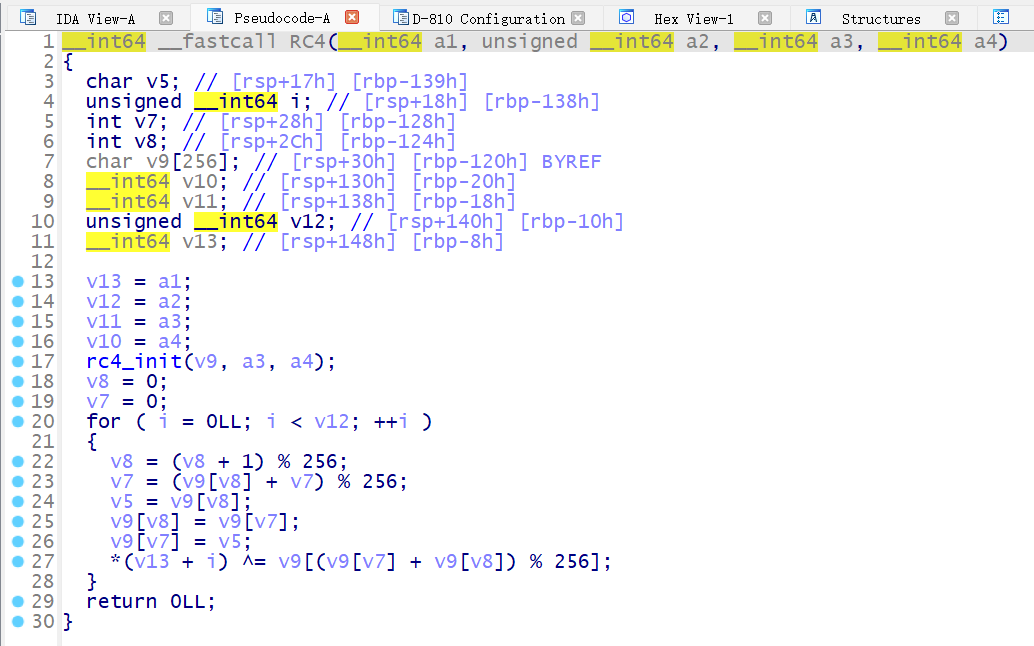 IDA View-A Pseudocode-A D-810 Configuration Hex View-1 Structures
1 __int64 __fastcall RC4(__int64 a1, unsigned __int64 a2, __int64 a3, __int64 a4)
2 {
3 char v5; // [rsp+17h] [rbp-139h]
4 unsigned __int64 i; // [rsp+18h] [rbp-138h]
5 int v7; // [rsp+28h] [rbp-128h]
6 int v8; // [rsp+2Ch] [rbp-124h]
7 char v9[256]; // [rsp+30h] [rbp-120h] BYREF
8 __int64 v10; // [rsp+130h] [rbp-20h]
9 __int64 v11; // [rsp+138h] [rbp-18h]
10 unsigned __int64 v12; // [rsp+140h] [rbp-10h]
11 __int64 v13; // [rsp+148h] [rbp-8h]
12
13 v13 = a1;
14 v12 = a2;
15 v11 = a3;
16 v10 = a4;
17 rc4_init(v9, a3, a4);
18 v8 = 0;
19 v7 = 0;
20 for ( i = 0LL; i < v12; ++i )
21 {
22 v8 = (v8 + 1) % 256;
23 v7 = (v9[v8] + v7) % 256;
24 v5 = v9[v8];
25 v9[v8] = v9[v7];
26 v9[v7] = v5;
27 *(v13 + i) ^= v9[(v9[v7] + v9[v8]) % 256];
28 }
29 return 0LL;
30 }